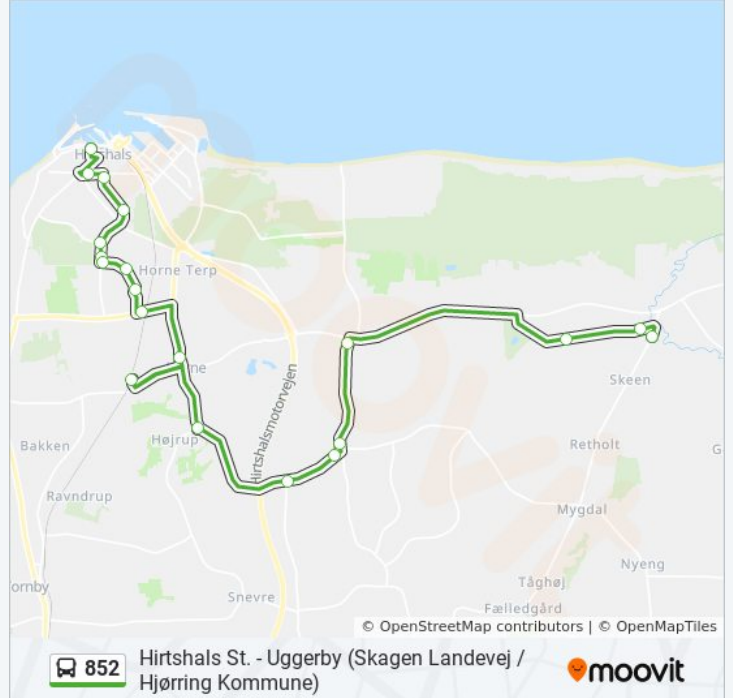 Hirtshals
Horne Terp
Hirtshalsmotorvejen
Skeen
Højrup
Bakken
Retholt
Ravndrup
Mygdal
Nyeng
Tåghøj
Snevre
Fælledgård
© OpenStreetMap contributors | © OpenMapTiles
852
Hirtshals St. - Uggerby (Skagen Landevej /
Hjørring Kommune)
moovit